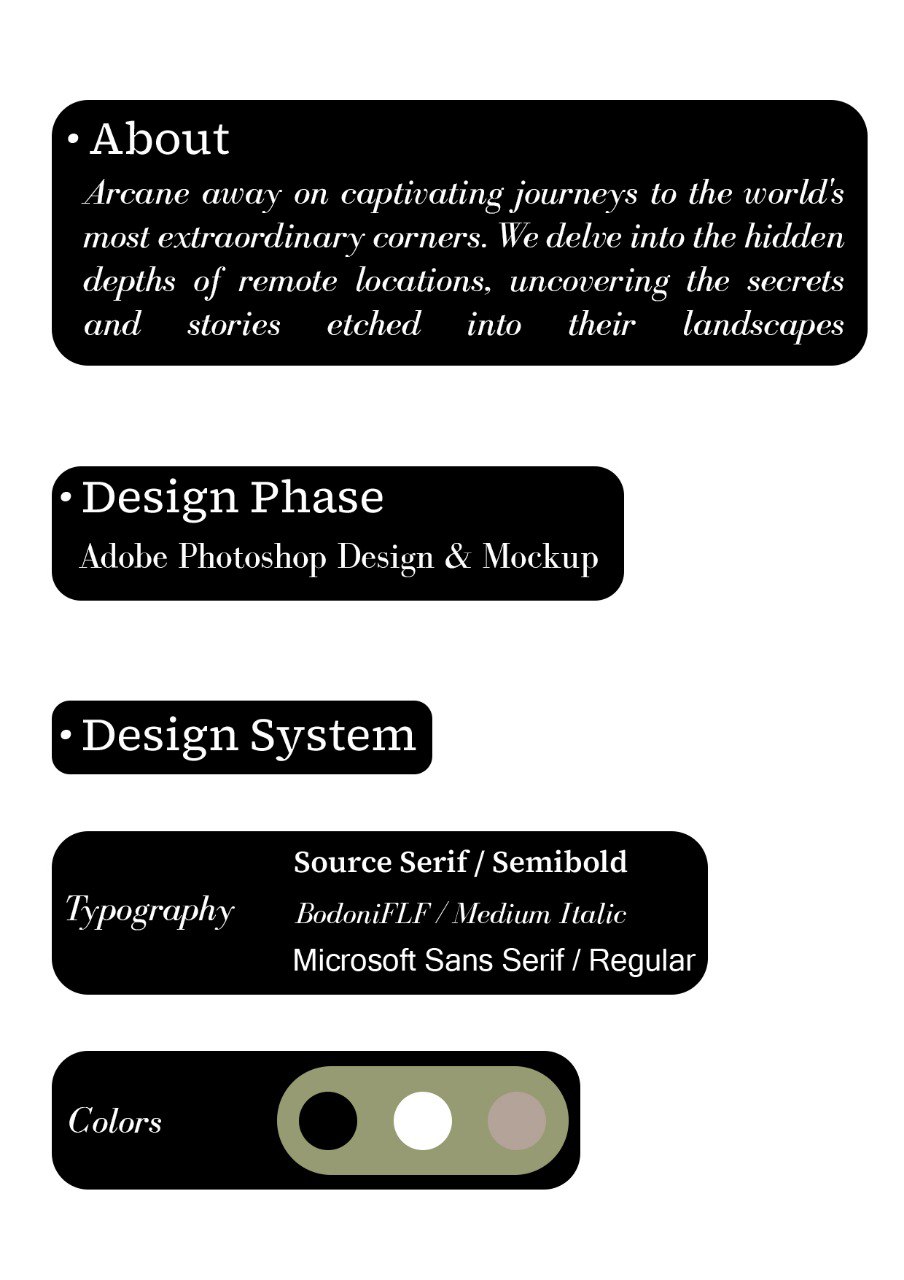 • About
Arcane away on captivating journeys to the world's
most extraordinary corners. We delve into the hidden
depths of remote locations, uncovering the secrets
and stories etched into their landscapes
• Design Phase
Adobe Photoshop Design & Mockup
• Design System
Typography
Source Serif / Semibold
BodoniFLF / Medium Italic
Microsoft Sans Serif / Regular
Colors